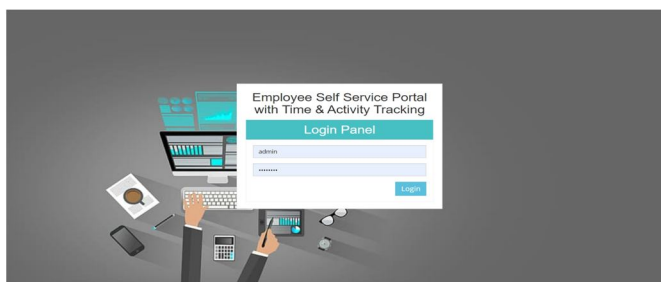 Employee Self Service Portal
with Time & Activity Tracking
Login Panel
admin
••••••••
Login